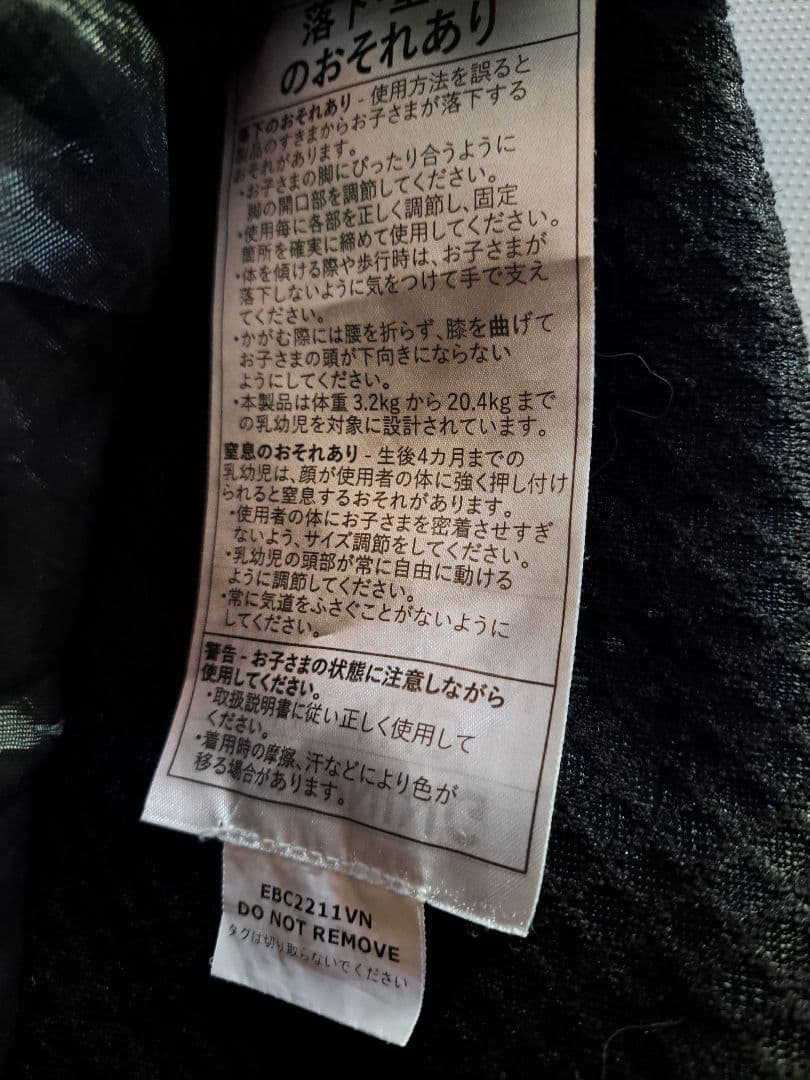 落下・窒
のおそれあり
落下のおそれあり - 使用方法を誤ると
製品のすきまからお子さまが落下する
おそれがあります。
・お子さまの脚にぴったり合うように
脚の開口部を調節してください。
・使用毎に各部を正しく調節し、固定
箇所を確実に締めて使用してください。
・体を傾ける際や歩行時は、お子さまが
落下しないように気をつけて手で支え
てください。
・かがむ際には腰を折らず、膝を曲げて
お子さまの頭が下向きにならない
ようにしてください。
・本製品は体重 3.2kg から 20.4kg まで
の乳幼児を対象に設計されています。
窒息のおそれあり - 生後4カ月までの
乳幼児は、顔が使用者の体に強く押し付け
られると窒息するおそれがあります。
・使用者の体にお子さまを密着させすぎ
ないよう、サイズ調節をしてください。
・乳幼児の頭部が常に自由に動ける
ように調節してください。
・常に気道をふさぐことがないように
してください。
警告 - お子さまの状態に注意しながら
使用してください。
・取扱説明書に従い正しく使用して
ください。
・着用時の摩擦、汗などにより色が
移る場合があります。
EBC2211VN
DO NOT REMOVE
タグは切り取らないでください